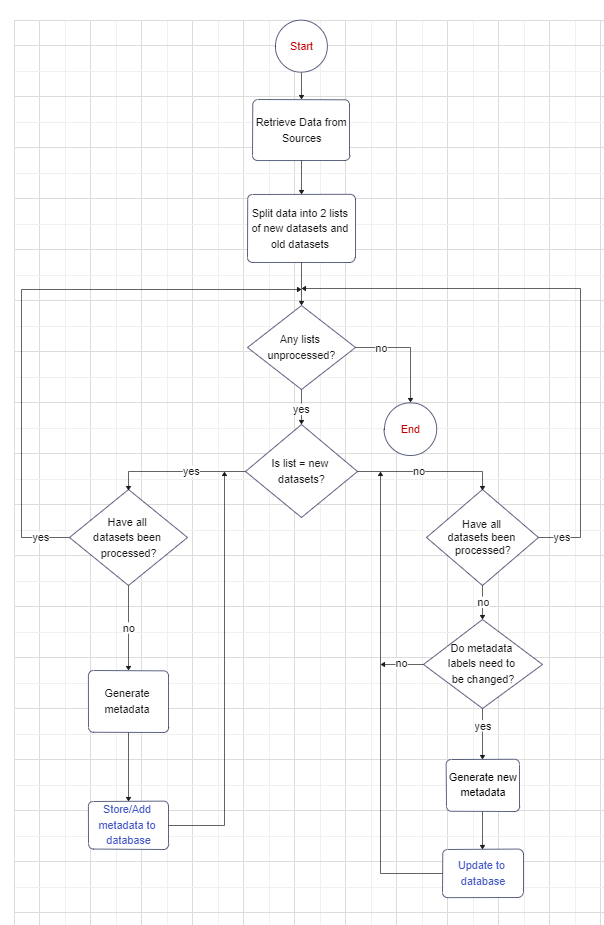 Start
Retrieve Data from
Sources
Split data into 2 lists
of new datasets and
old datasets
Any lists
unprocessed?
no
yes
End
Is list = new
datasets?
yes
no
Have all
datasets been
processed?
yes
no
Generate
metadata
Store/Add
metadata to
database
Have all
datasets been
processed?
yes
no
Do metadata
labels need to
be changed?
no
yes
Generate new
metadata
Update to
database